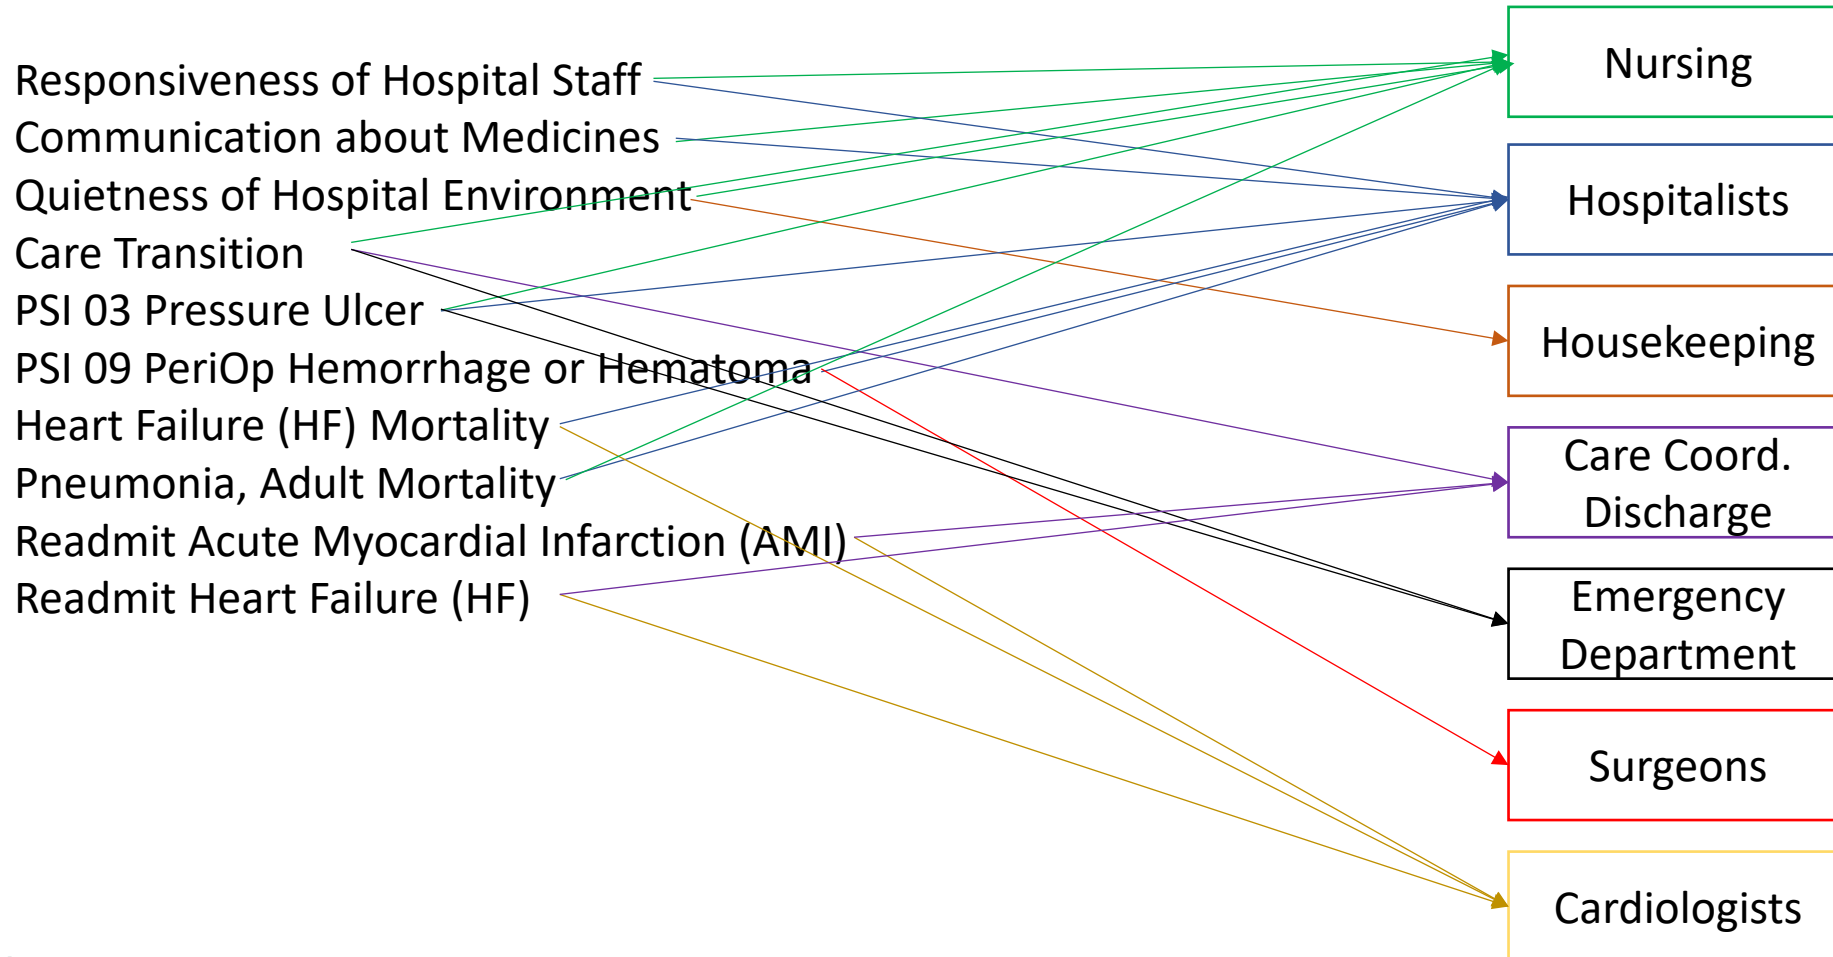 Responsiveness of Hospital Staff
Communication about Medicines
Quietness of Hospital Environment
Care Transition
PSI 03 Pressure Ulcer
PSI 09 PeriOp Hemorrhage or Hematoma
Heart Failure (HF) Mortality
Pneumonia, Adult Mortality
Readmit Acute Myocardial Infarction (AMI)
Readmit Heart Failure (HF)
Nursing
Hospitalists
Housekeeping
Care Coord.
Discharge
Emergency
Department
Surgeons
Cardiologists